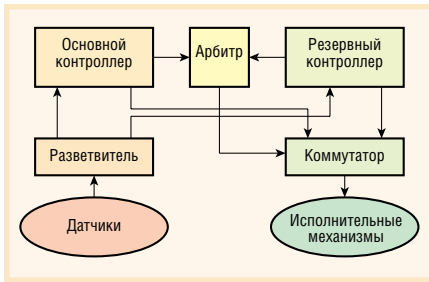 Основной
контроллер
Арбитр
Резервный
контроллер
Разветвитель
Коммутатор
Датчики
Исполнительные
механизмы